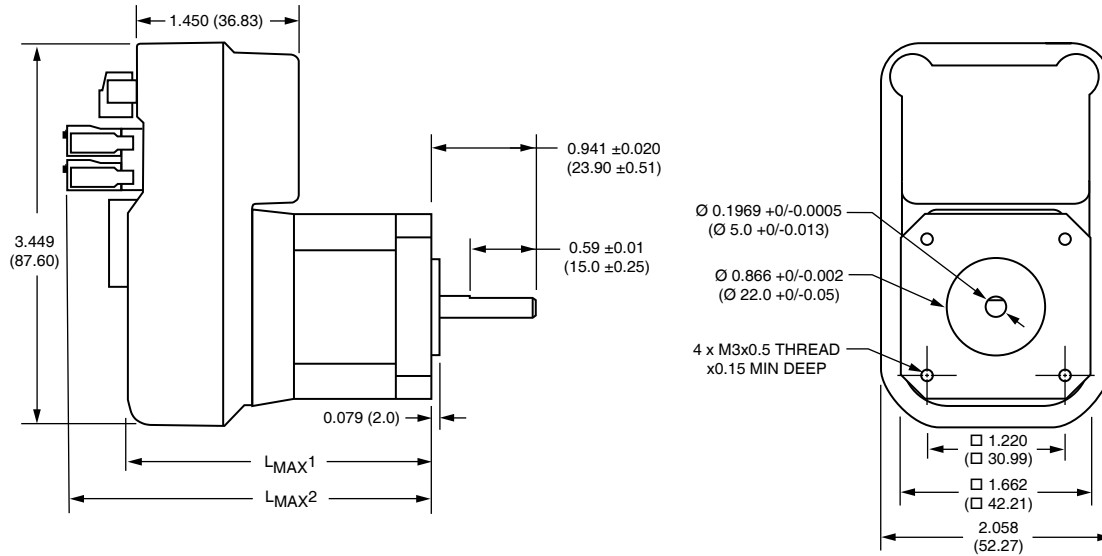 1.450 (36.83)
0.941 ±0.020
(23.90 ±0.51)
3.449
(87.60)
0.59 ±0.01
(15.0 ±0.25)
0.079 (2.0)
LMAX1
LMAX2
Ø 0.1969 +0/-0.0005
(Ø 5.0 +0/-0.013)
Ø 0.866 +0/-0.002
(Ø 22.0 +0/-0.05)
4 x M3x0.5 THREAD
x0.15 MIN DEEP
□ 1.220
(□ 30.99)
□ 1.662
(□ 42.21)
2.058
(52.27)